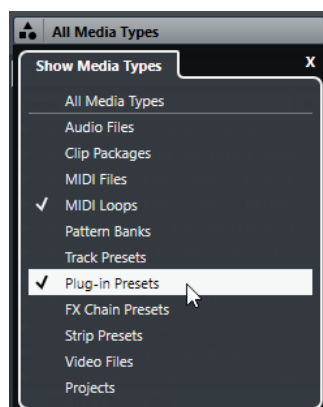 All Media Types
Show Media Types X
All Media Types
Audio Files
Clip Packages
MIDI Files
MIDI Loops
Pattern Banks
Track Presets
Plug-in Presets
FX Chain Presets
Strip Presets
Video Files
Projects